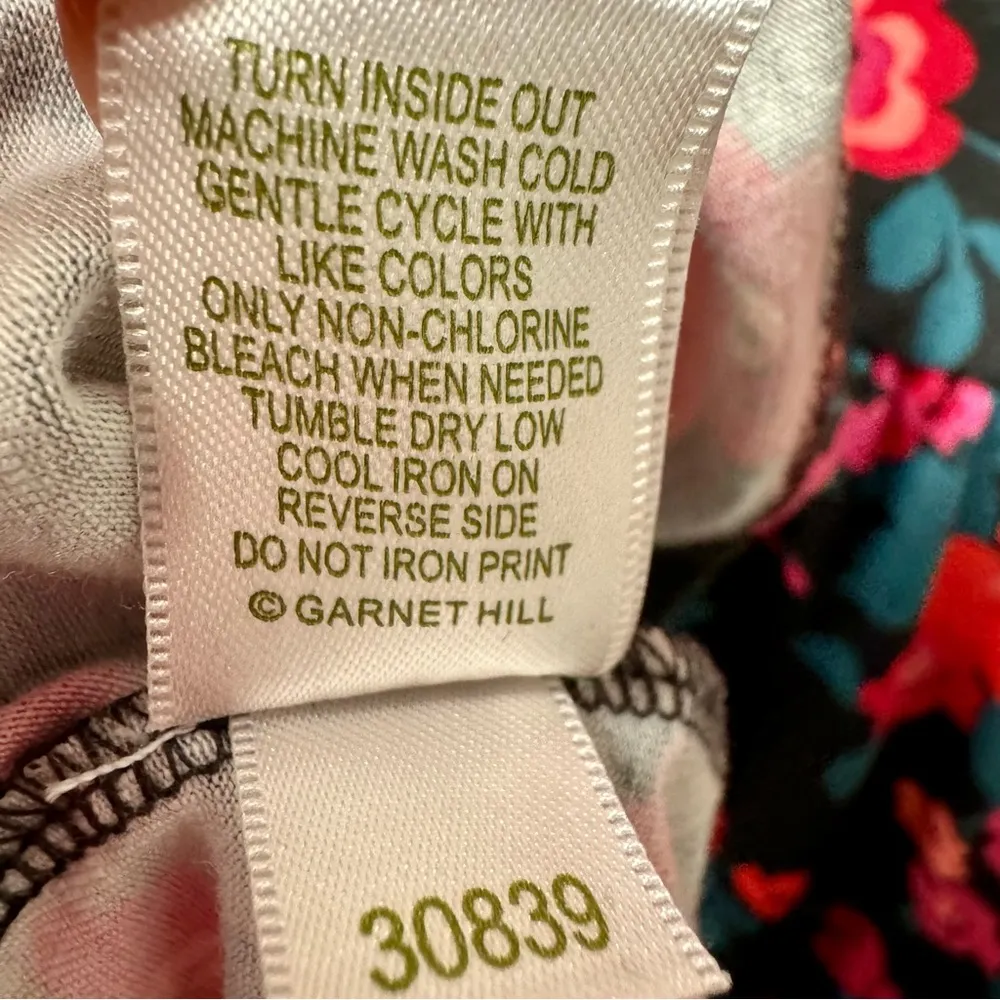 TURN INSIDE OUT
MACHINE WASH COLD
GENTLE CYCLE WITH
LIKE COLORS
ONLY NON-CHLORINE
BLEACH WHEN NEEDED
TUMBLE DRY LOW
COOL IRON ON
REVERSE SIDE
DO NOT IRON PRINT
© GARNET HILL
30839